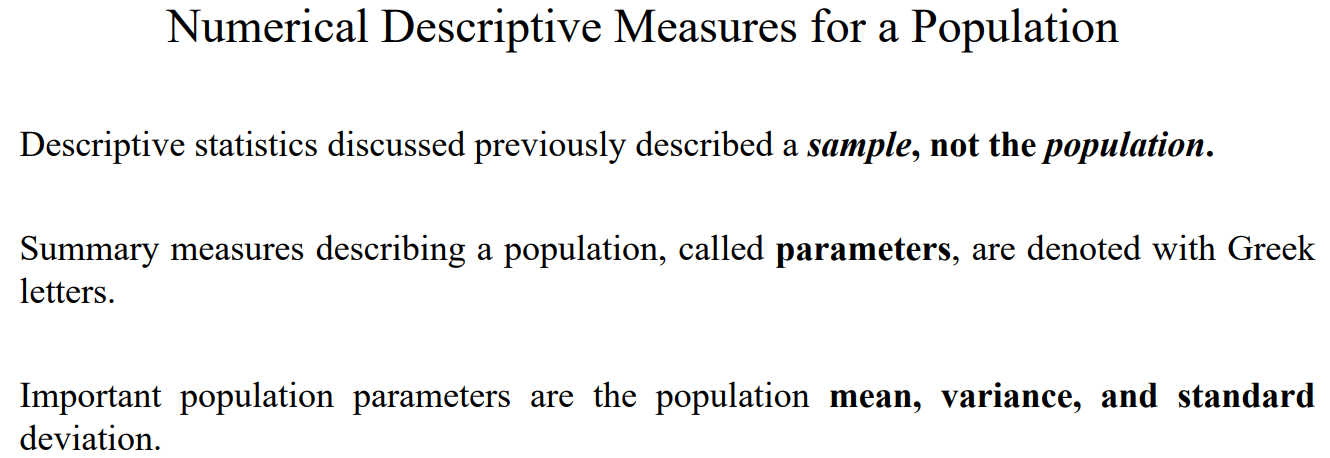 Numerical Descriptive Measures for a Population
Descriptive statistics discussed previously described a sample, not the population.
Summary measures describing a population, called parameters, are denoted with Greek
letters.
Important population parameters are the population mean, variance, and standard
deviation.